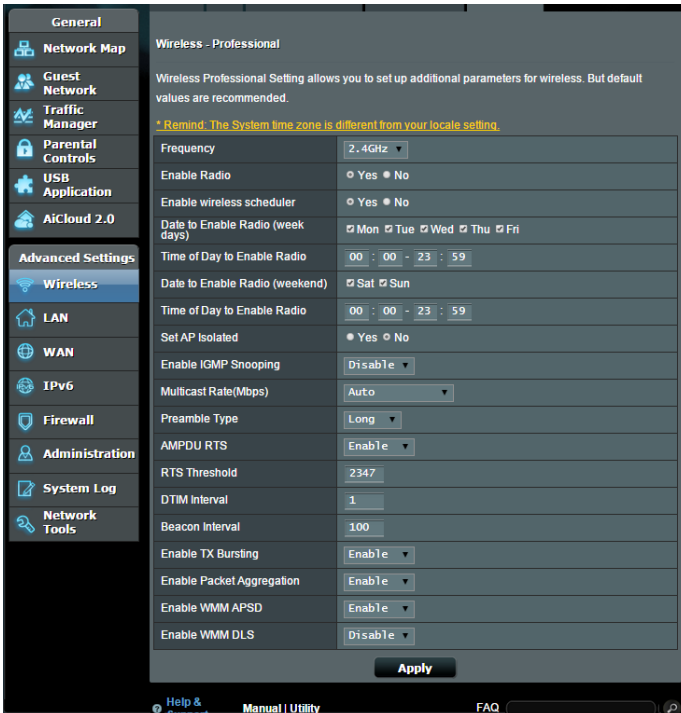 General
Network Map
Guest
Network
Traffic
Manager
Parental
Controls
USB
Application
AiCloud 2.0
Advanced Settings
Wireless
LAN
WAN
IPv6
Firewall
Administration
System Log
Network
Tools
Wireless - Professional
Wireless Professional Setting allows you to set up additional parameters for wireless. But default
values are recommended.
* Remind: The System time zone is different from your locale setting.
Frequency 2.4GHz
Enable Radio Yes No
Enable wireless scheduler Yes No
Date to Enable Radio (week
days) Mon Tue Wed Thu Fri
Time of Day to Enable Radio 00 : 00 - 23 : 59
Date to Enable Radio (weekend) Sat Sun
Time of Day to Enable Radio 00 : 00 - 23 : 59
Set AP Isolated Yes No
Enable IGMP Snooping Disable
Multicast Rate(Mbps) Auto
Preamble Type Long
AMPDU RTS Enable
RTS Threshold 2347
DTIM Interval 1
Beacon Interval 100
Enable TX Bursting Enable
Enable Packet Aggregation Enable
Enable WMM APSD Enable
Enable WMM DLS Disable
Apply
Help &
Manual | Utility
FAQ